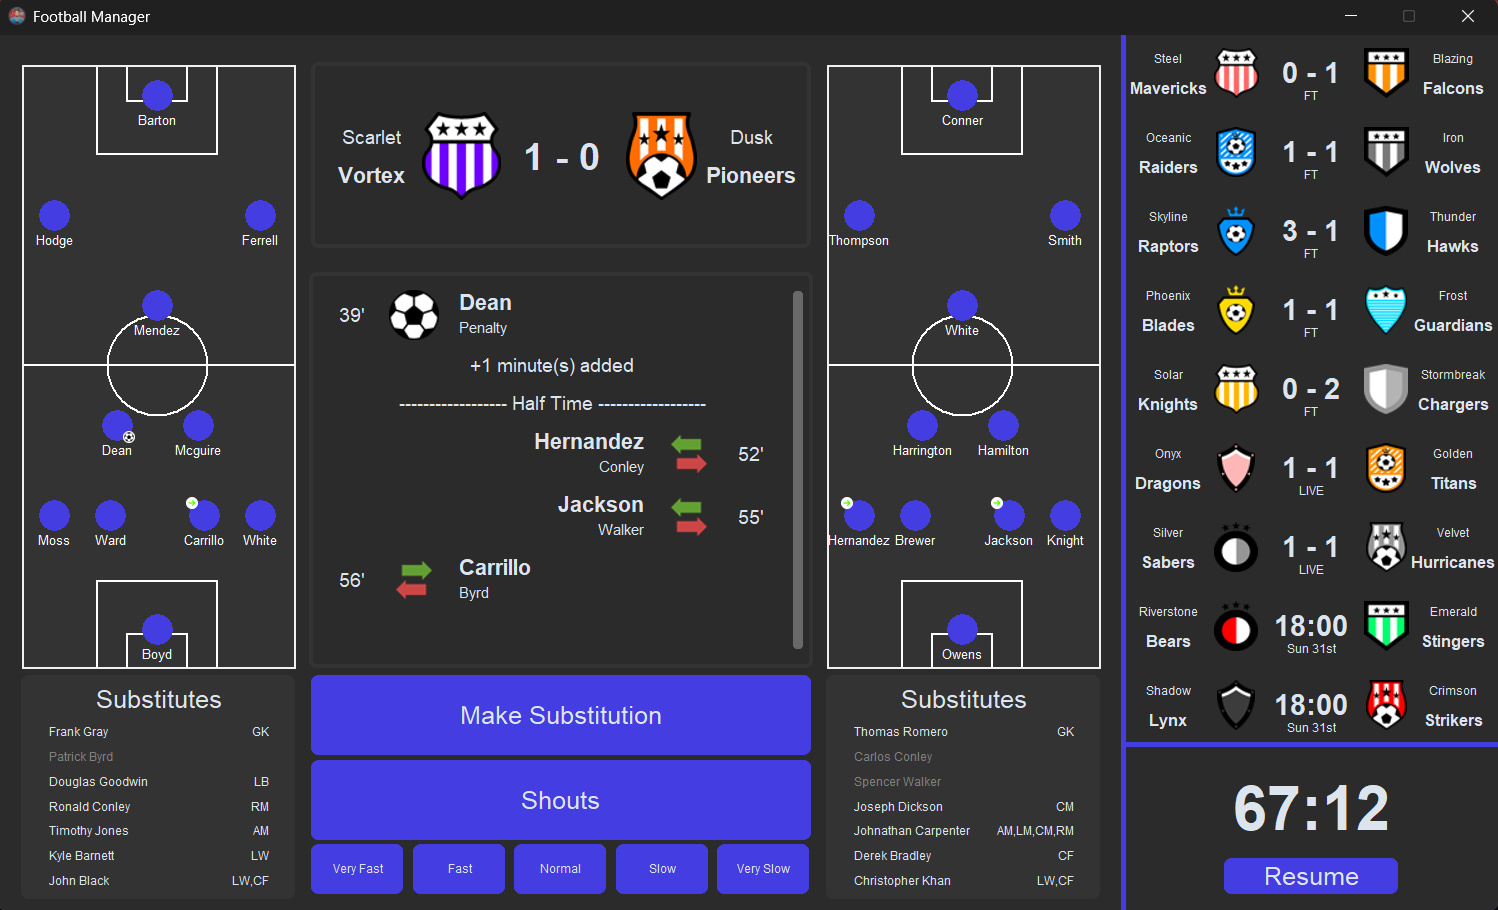 Football Manager
Barton
Hodge
Ferrell
Mendez
Dean
Mcguire
Moss
Ward
Carrillo
White
Boyd
Substitutes
Frank Gray GK
Patrick Byrd
Douglas Goodwin LB
Ronald Conley RM
Timothy Jones AM
Kyle Barnett LW
John Black LW,CF
Scarlet
Vortex
1 - 0
Dusk
Pioneers
39' Dean
Penalty
+1 minute(s) added
------------------ Half Time ------------------
Hernandez
Conley
52'
Jackson
Walker
55'
56' Carrillo
Byrd
Make Substitution
Shouts
Very Fast
Fast
Normal
Slow
Very Slow
Conner
Thompson
Smith
White
Harrington
Hamilton
Hernandez
Brewer
Jackson
Knight
Owens
Substitutes
Thomas Romero GK
Carlos Conley
Spencer Walker
Joseph Dickson CM
Johnathan Carpenter AM,LM,CM,RM
Derek Bradley CF
Christopher Khan LW,CF
Steel
Mavericks
0 - 1
FT
Blazing
Falcons
Oceanic
Raiders
1 - 1
FT
Iron
Wolves
Skyline
Raptors
3 - 1
FT
Thunder
Hawks
Phoenix
Blades
1 - 1
FT
Frost
Guardians
Solar
Knights
0 - 2
FT
Stormbreak
Chargers
Onyx
Dragons
1 - 1
LIVE
Golden
Titans
Silver
Sabers
1 - 1
LIVE
Velvet
Hurricanes
Riverstone
Bears
18:00
Sun 31st
Emerald
Stingers
Shadow
Lynx
18:00
Sun 31st
Crimson
Strikers
67:12
Resume